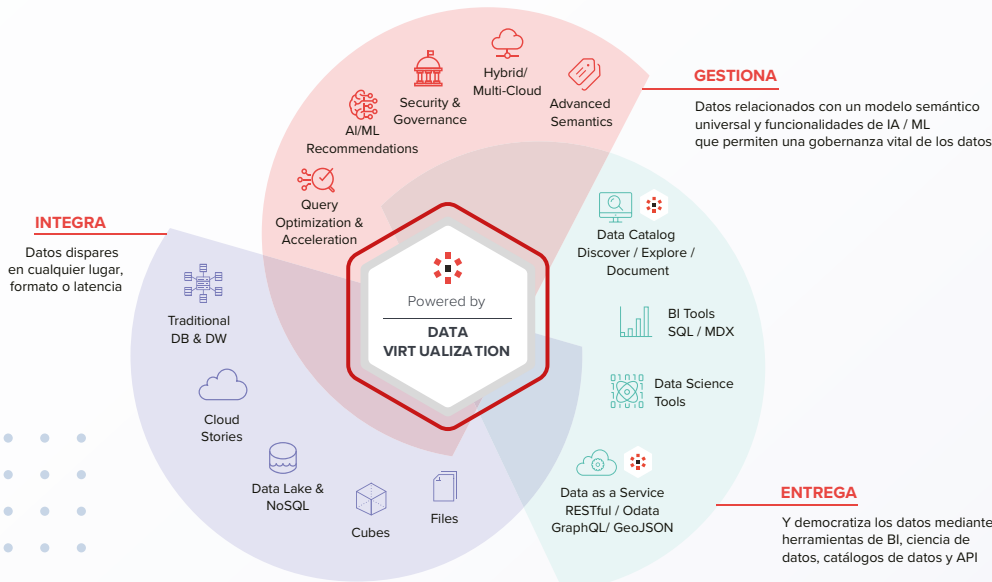 GESTIONA
Datos relacionados con un modelo semántico
universal y funcionalidades de IA / ML
que permiten una gobernanza vital de los datos
Hybrid/
Multi-Cloud
Security &
Governance
Advanced
Semantics
AI/ML
Recommendations
Query
Optimization &
Acceleration
INTEGRA
Datos dispares
en cualquier lugar,
formato o latencia
Traditional
DB & DW
Cloud
Stories
Data Lake &
NoSQL
Cubes
Files
Powered by
DATA
VIRT UALIZATION
Data Catalog
Discover / Explore /
Document
BI Tools
SQL / MDX
Data Science
Tools
Data as a Service
RESTful / Odata
GraphQL/ GeoJSON
ENTREGA
Y democratiza los datos mediante
herramientas de BI, ciencia de
datos, catálogos de datos y API